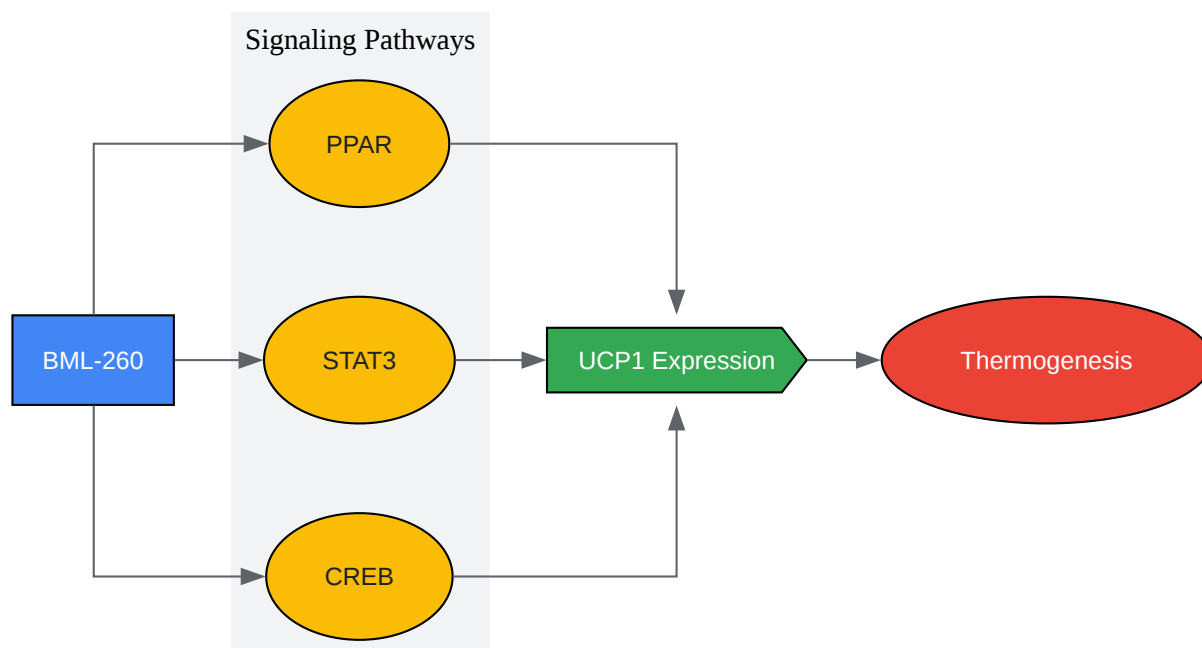 Signaling Pathways
PPAR
BML-260
STAT3
UCP1 Expression
Thermogenesis
CREB